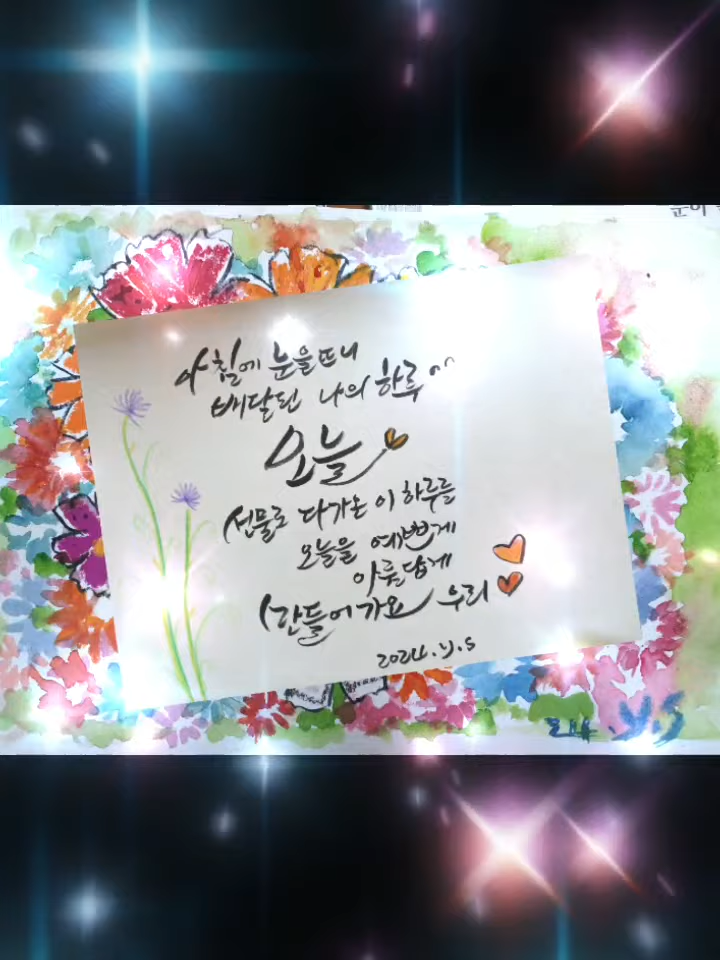 아침에 눈을 뜨니
배달된 나의 하루^^
오늘
선물로 다가온 이 하루를
오늘을 예쁘게
아름답게
만들어가요 우리
2024.y.s
y.s